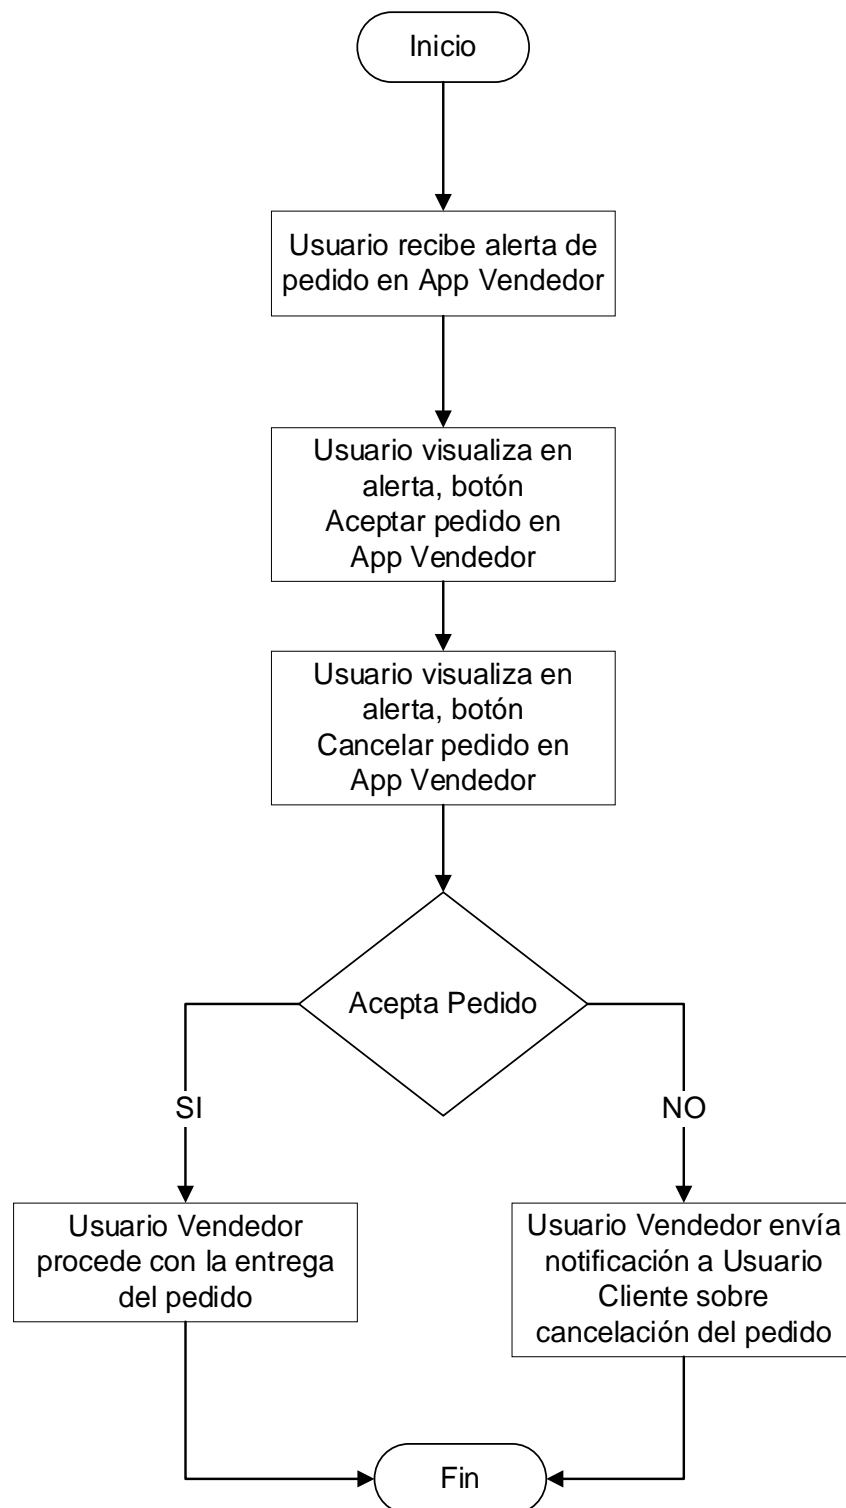 Inicio
Usuario recibe alerta de
pedido en App Vendedor
Usuario visualiza en
alerta, botón
Aceptar pedido en
App Vendedor
Usuario visualiza en
alerta, botón
Cancelar pedido en
App Vendedor
Acepta Pedido
SI
NO
Usuario Vendedor
procede con la entrega
del pedido
Usuario Vendedor envía
notificación a Usuario
Cliente sobre
cancelación del pedido
Fin